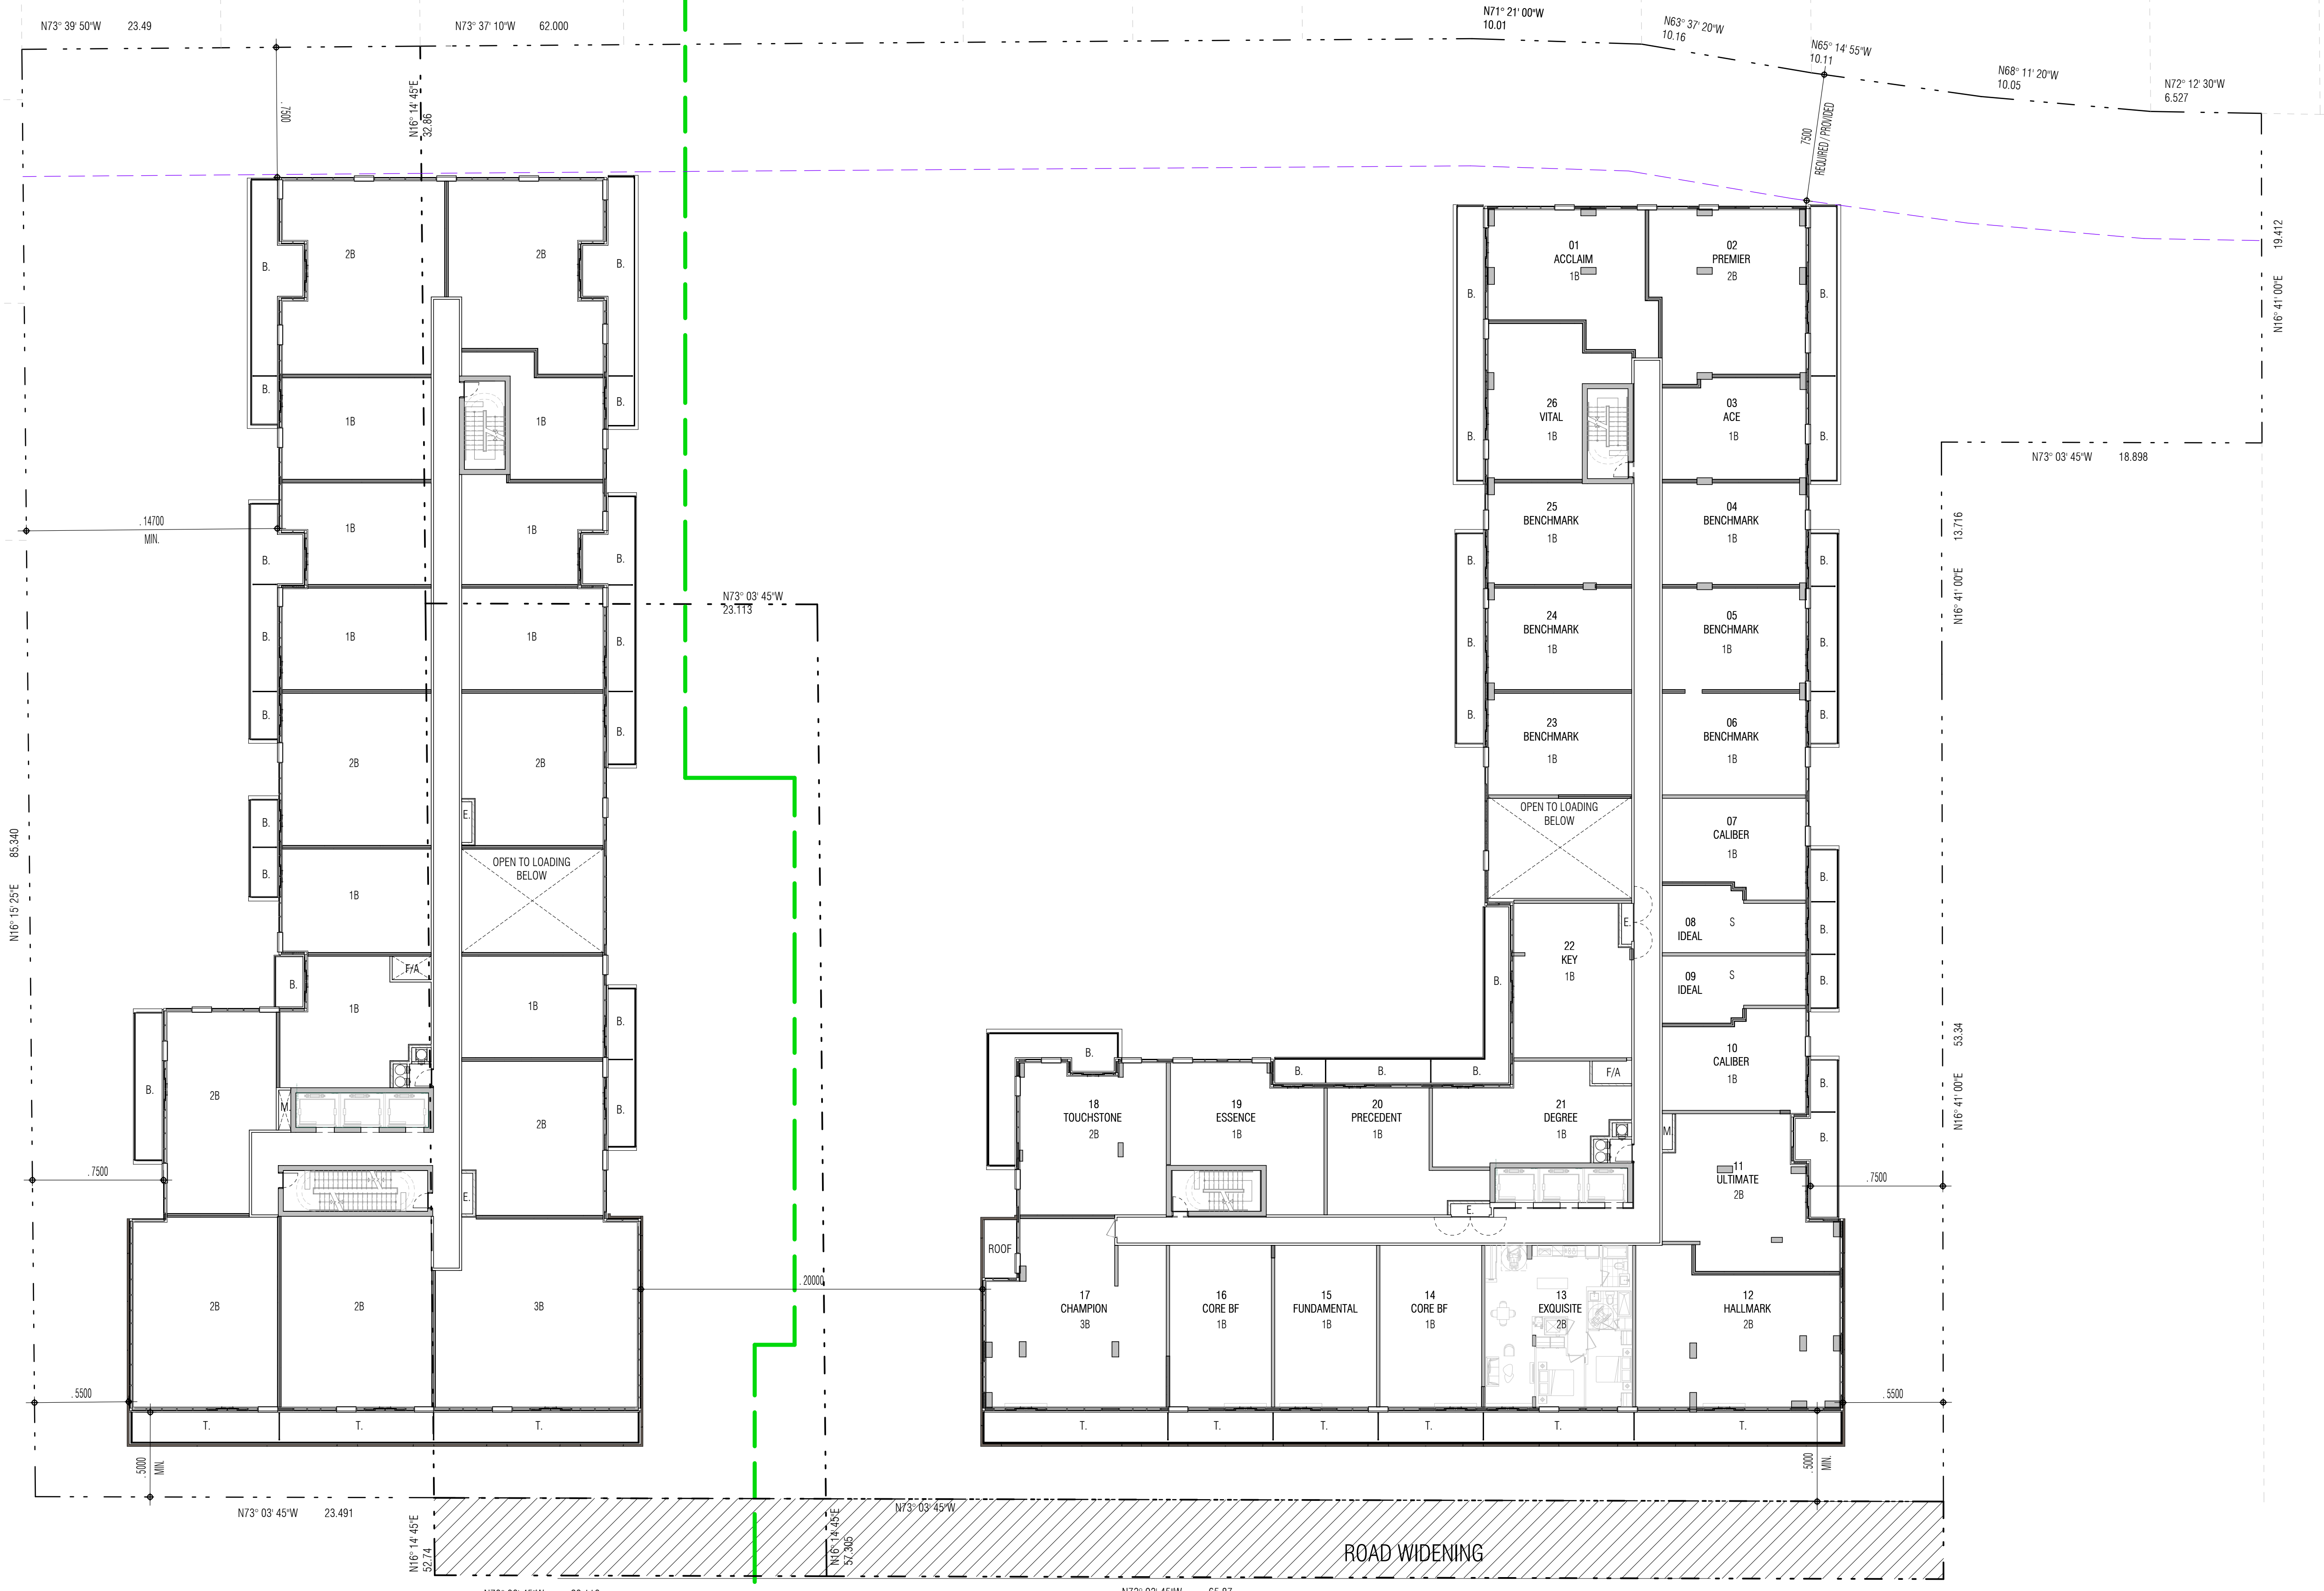 N73° 39' 50"W 23.49
N73° 37' 10"W 62.000
N71° 21' 00"W
10.01
N63° 37' 20"W
10.16
N65° 14' 55"W
10.11
N68° 11' 20"W
10.05
N72° 12' 30"W
6.527
N16° 14' 45"E
32.86
. 7500
7500
REQUIRED / PROVIDED
N16° 41' 00"E 19.412
N73° 03' 45"W 18.898
N16° 41' 00"E 13.716
N16° 41' 00"E 53.34
N16° 15' 25"E 85.340
. 14700
MIN.
N73° 03' 45"W
23.113
B.
2B
2B
B.
B.
1B
1B
B.
B.
1B
1B
B.
B.
1B
1B
B.
B.
2B
2B
B.
E.
B.
B.
1B
OPEN TO LOADING
BELOW
F/A
B.
1B
1B
B.
B.
2B
M.
2B
B.
E.
. 7500
2B
2B
3B
. 5500
T.
T.
T.
. 5000
MIN.
. 20000
B.
01
ACCLAIM
1B
02
PREMIER
2B
B.
B.
26
VITAL
1B
03
ACE
1B
B.
25
BENCHMARK
1B
04
BENCHMARK
1B
B.
B.
24
BENCHMARK
1B
05
BENCHMARK
1B
B.
B.
23
BENCHMARK
1B
06
BENCHMARK
1B
B.
B.
OPEN TO LOADING
BELOW
07
CALIBER
1B
B.
08
IDEAL
S
B.
E.
22
KEY
1B
B.
09
IDEAL
S
B.
10
CALIBER
1B
B.
B.
B.
B.
B.
F/A
18
TOUCHSTONE
2B
19
ESSENCE
1B
20
PRECEDENT
1B
21
DEGREE
1B
M.
B.
11
ULTIMATE
2B
. 7500
E.
ROOF
17
CHAMPION
3B
16
CORE BF
1B
15
FUNDAMENTAL
1B
14
CORE BF
1B
13
EXQUISITE
2B
12
HALLMARK
2B
. 5500
T.
T.
T.
T.
T.
T.
. 5000
MIN.
N73° 03' 45"W 23.491
N73° 03' 45"W
N16° 14' 45"E
52.74
N16° 14' 45"E
57.305
ROAD WIDENING